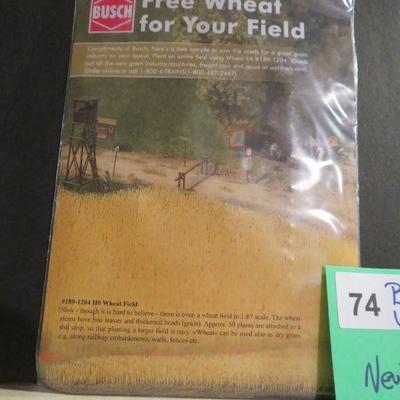 BUSCH
Free Wheat
for Your Field
Compliments of Busch, here's a free sample to sow the seeds for a great grain
industry on your layout. Plant an entire field using Wheat kit #189-1204. Check
out all the new grain industry structures, freight cars and more at walthers.com.
Order online or call 1-800-4-TRAINS(1-800-487-2467)
#189-1204 H0 Wheat Field
Now - though it is hard to believe - there is even a wheat field in 1:87 scale. The wheat
stems have fine leaves and thickened heads (grain). Approx. 50 plants are attached to a
sod strip, so that planting a larger field is easy. »Wheat« can be used also as dry grass
e.g. along railway embankments, walls, fences etc.
74
New